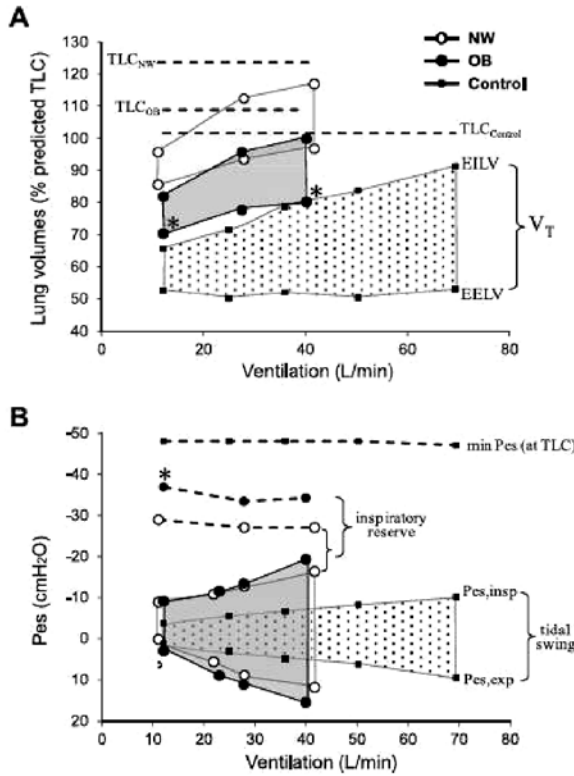 A
NW
OB
Control
Lung volumes (% predicted TLC)
130
120
110
100
90
80
70
60
50
40
TLCNW
TLCOB
TLCControl
EILV
VT
EELV
*
*
0
20
40
60
80
Ventilation (L/min)
B
Pes (cmH2O)
-50
-40
-30
-20
-10
0
10
20
min Pes (at TLC)
*
inspiratory
reserve
Pes,insp
tidal
swing
Pes,exp
0
10
20
30
40
50
60
70
80
Ventilation (L/min)